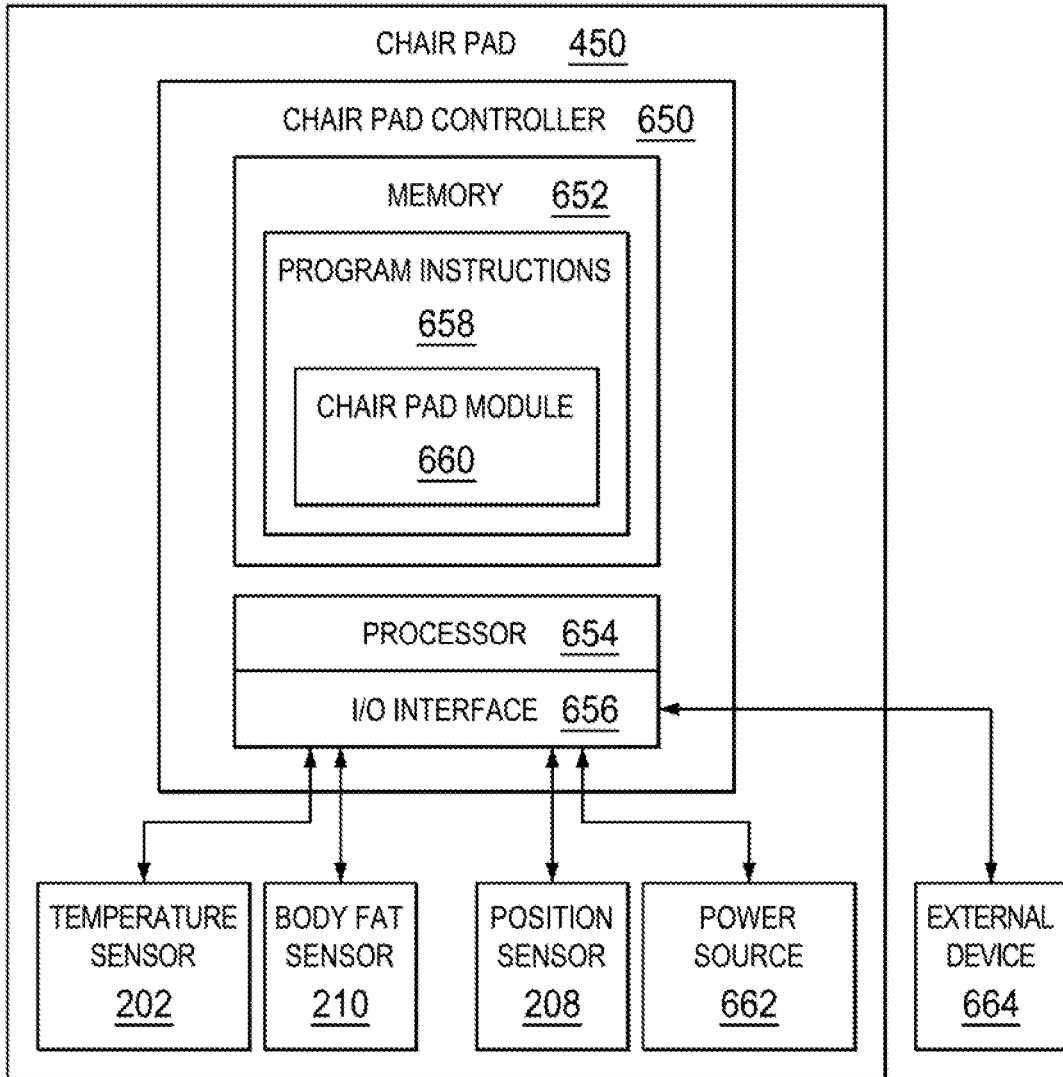 CHAIR PAD 450
CHAIR PAD CONTROLLER 650
MEMORY 652
PROGRAM INSTRUCTIONS
658
CHAIR PAD MODULE
660
PROCESSOR 654
I/O INTERFACE 656
TEMPERATURE
SENSOR
202
BODY FAT
SENSOR
210
POSITION
SENSOR
208
POWER
SOURCE
662
EXTERNAL
DEVICE
664